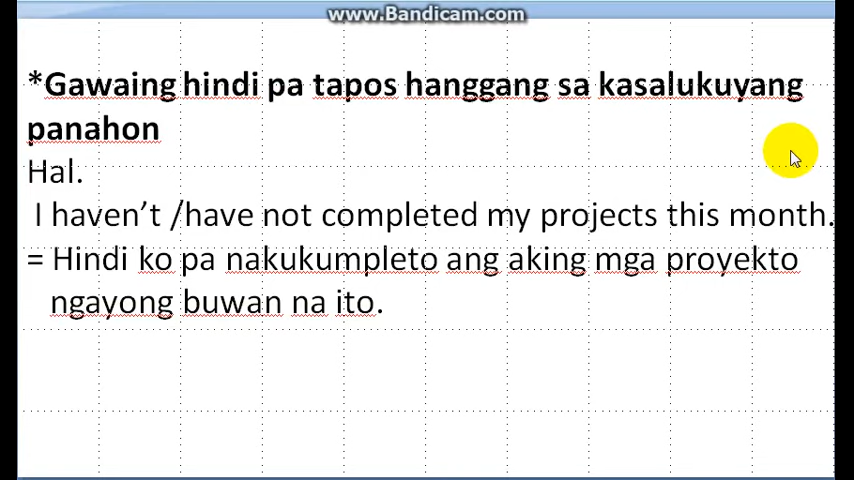 www.Bandicam.com
*Gawaing hindi pa tapos hanggang sa kasalukuyang
panahon
Hal.
I haven’t /have not completed my projects this month.
= Hindi ko pa nakukumpleto ang aking mga proyekto
ngayong buwan na ito.